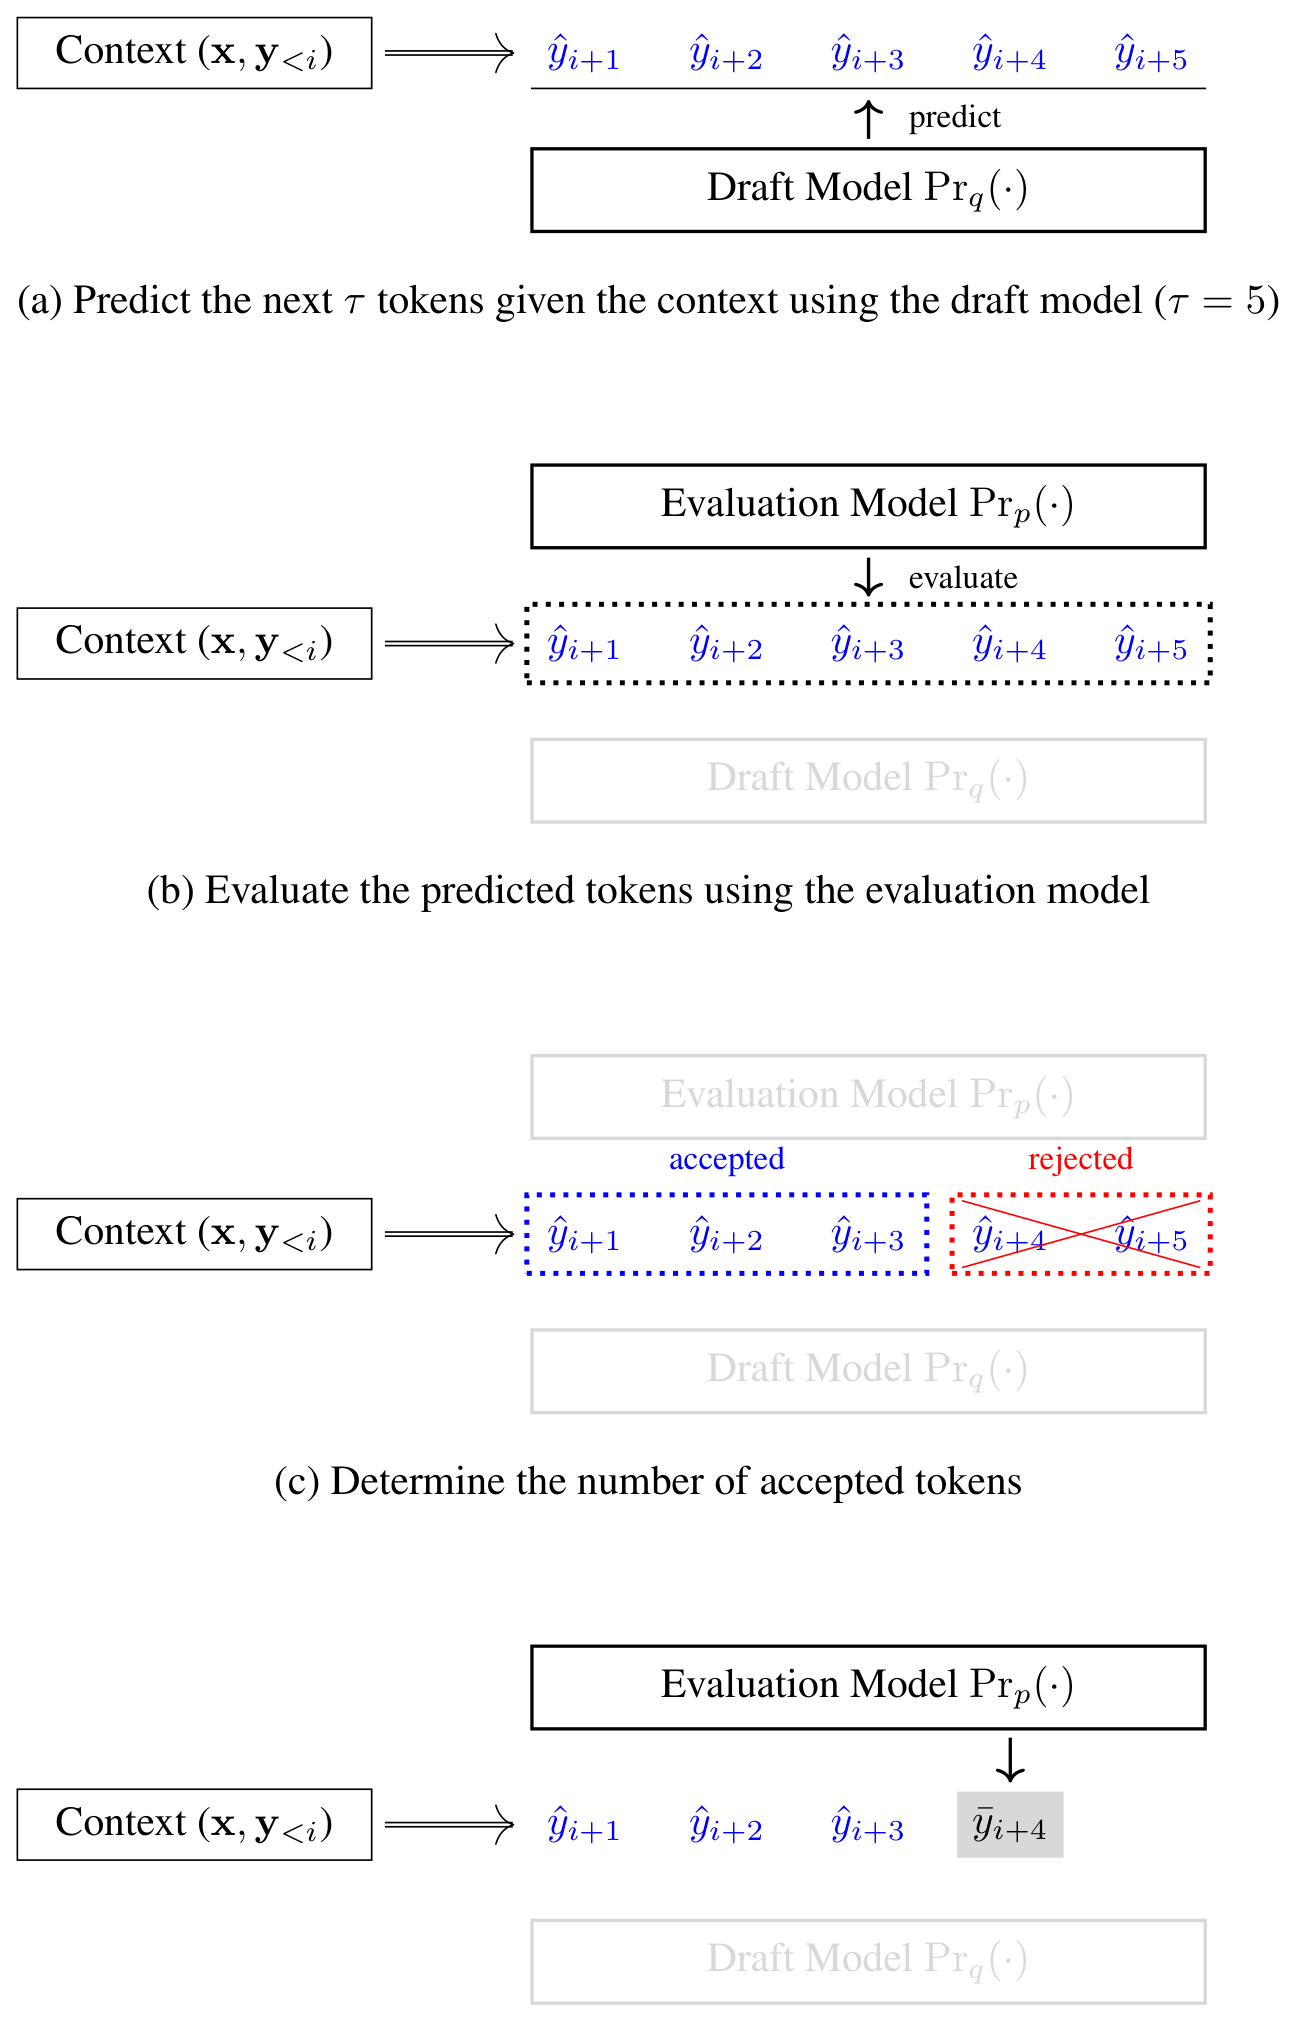 Context (x, y<i) ŷi+1 ŷi+2 ŷi+3 ŷi+4 ŷi+5
predict
Draft Model Prq(·)
(a) Predict the next τ tokens given the context using the draft model (τ = 5)
Evaluation Model Prp(·)
evaluate
Context (x, y<i) ŷi+1 ŷi+2 ŷi+3 ŷi+4 ŷi+5
Draft Model Prq(·)
(b) Evaluate the predicted tokens using the evaluation model
Evaluation Model Prp(·)
accepted rejected
Context (x, y<i) ŷi+1 ŷi+2 ŷi+3 ŷi+4 ŷi+5
Draft Model Prq(·)
(c) Determine the number of accepted tokens
Evaluation Model Prp(·)
Context (x, y<i) ŷi+1 ŷi+2 ŷi+3 ȳi+4
Draft Model Prq(·)